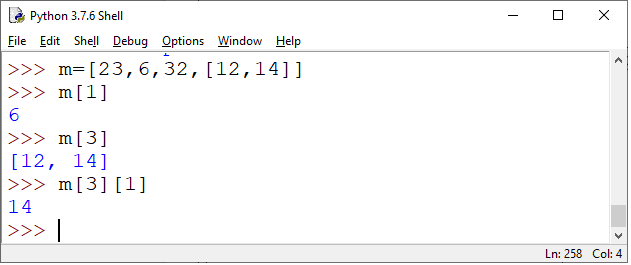 Python 3.7.6 Shell
File Edit Shell Debug Options Window Help
>>> m=[23,6,32,[12,14]]
>>> m[1]
6
>>> m[3]
[12, 14]
>>> m[3][1]
14
>>>
Ln: 258 Col: 4